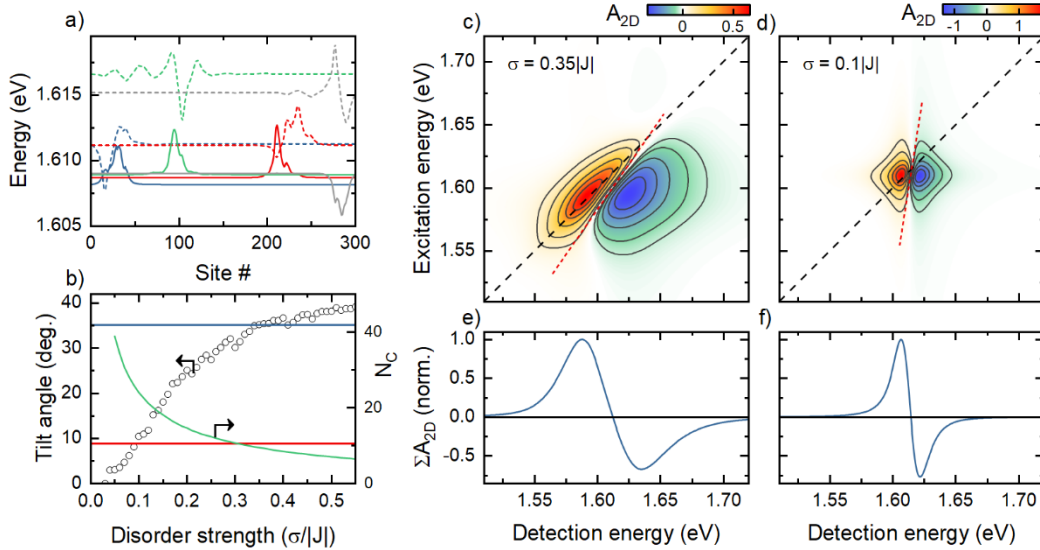 a)
Energy (eV)
1.615
1.610
1.605
0
100
200
300
Site #
b)
Tilt angle (deg.)
40
30
20
10
0
N_C
40
20
0
0.0
0.1
0.2
0.3
0.4
0.5
Disorder strength (σ/|J|)
c)
A_2D
0
0.5
σ = 0.35|J|
Excitation energy (eV)
1.70
1.65
1.60
1.55
d)
A_2D
-1
0
1
σ = 0.1|J|
e)
ΣA_2D (norm.)
1.0
0.5
0.0
-0.5
1.55
1.60
1.65
1.70
Detection energy (eV)
f)
1.55
1.60
1.65
1.70
Detection energy (eV)